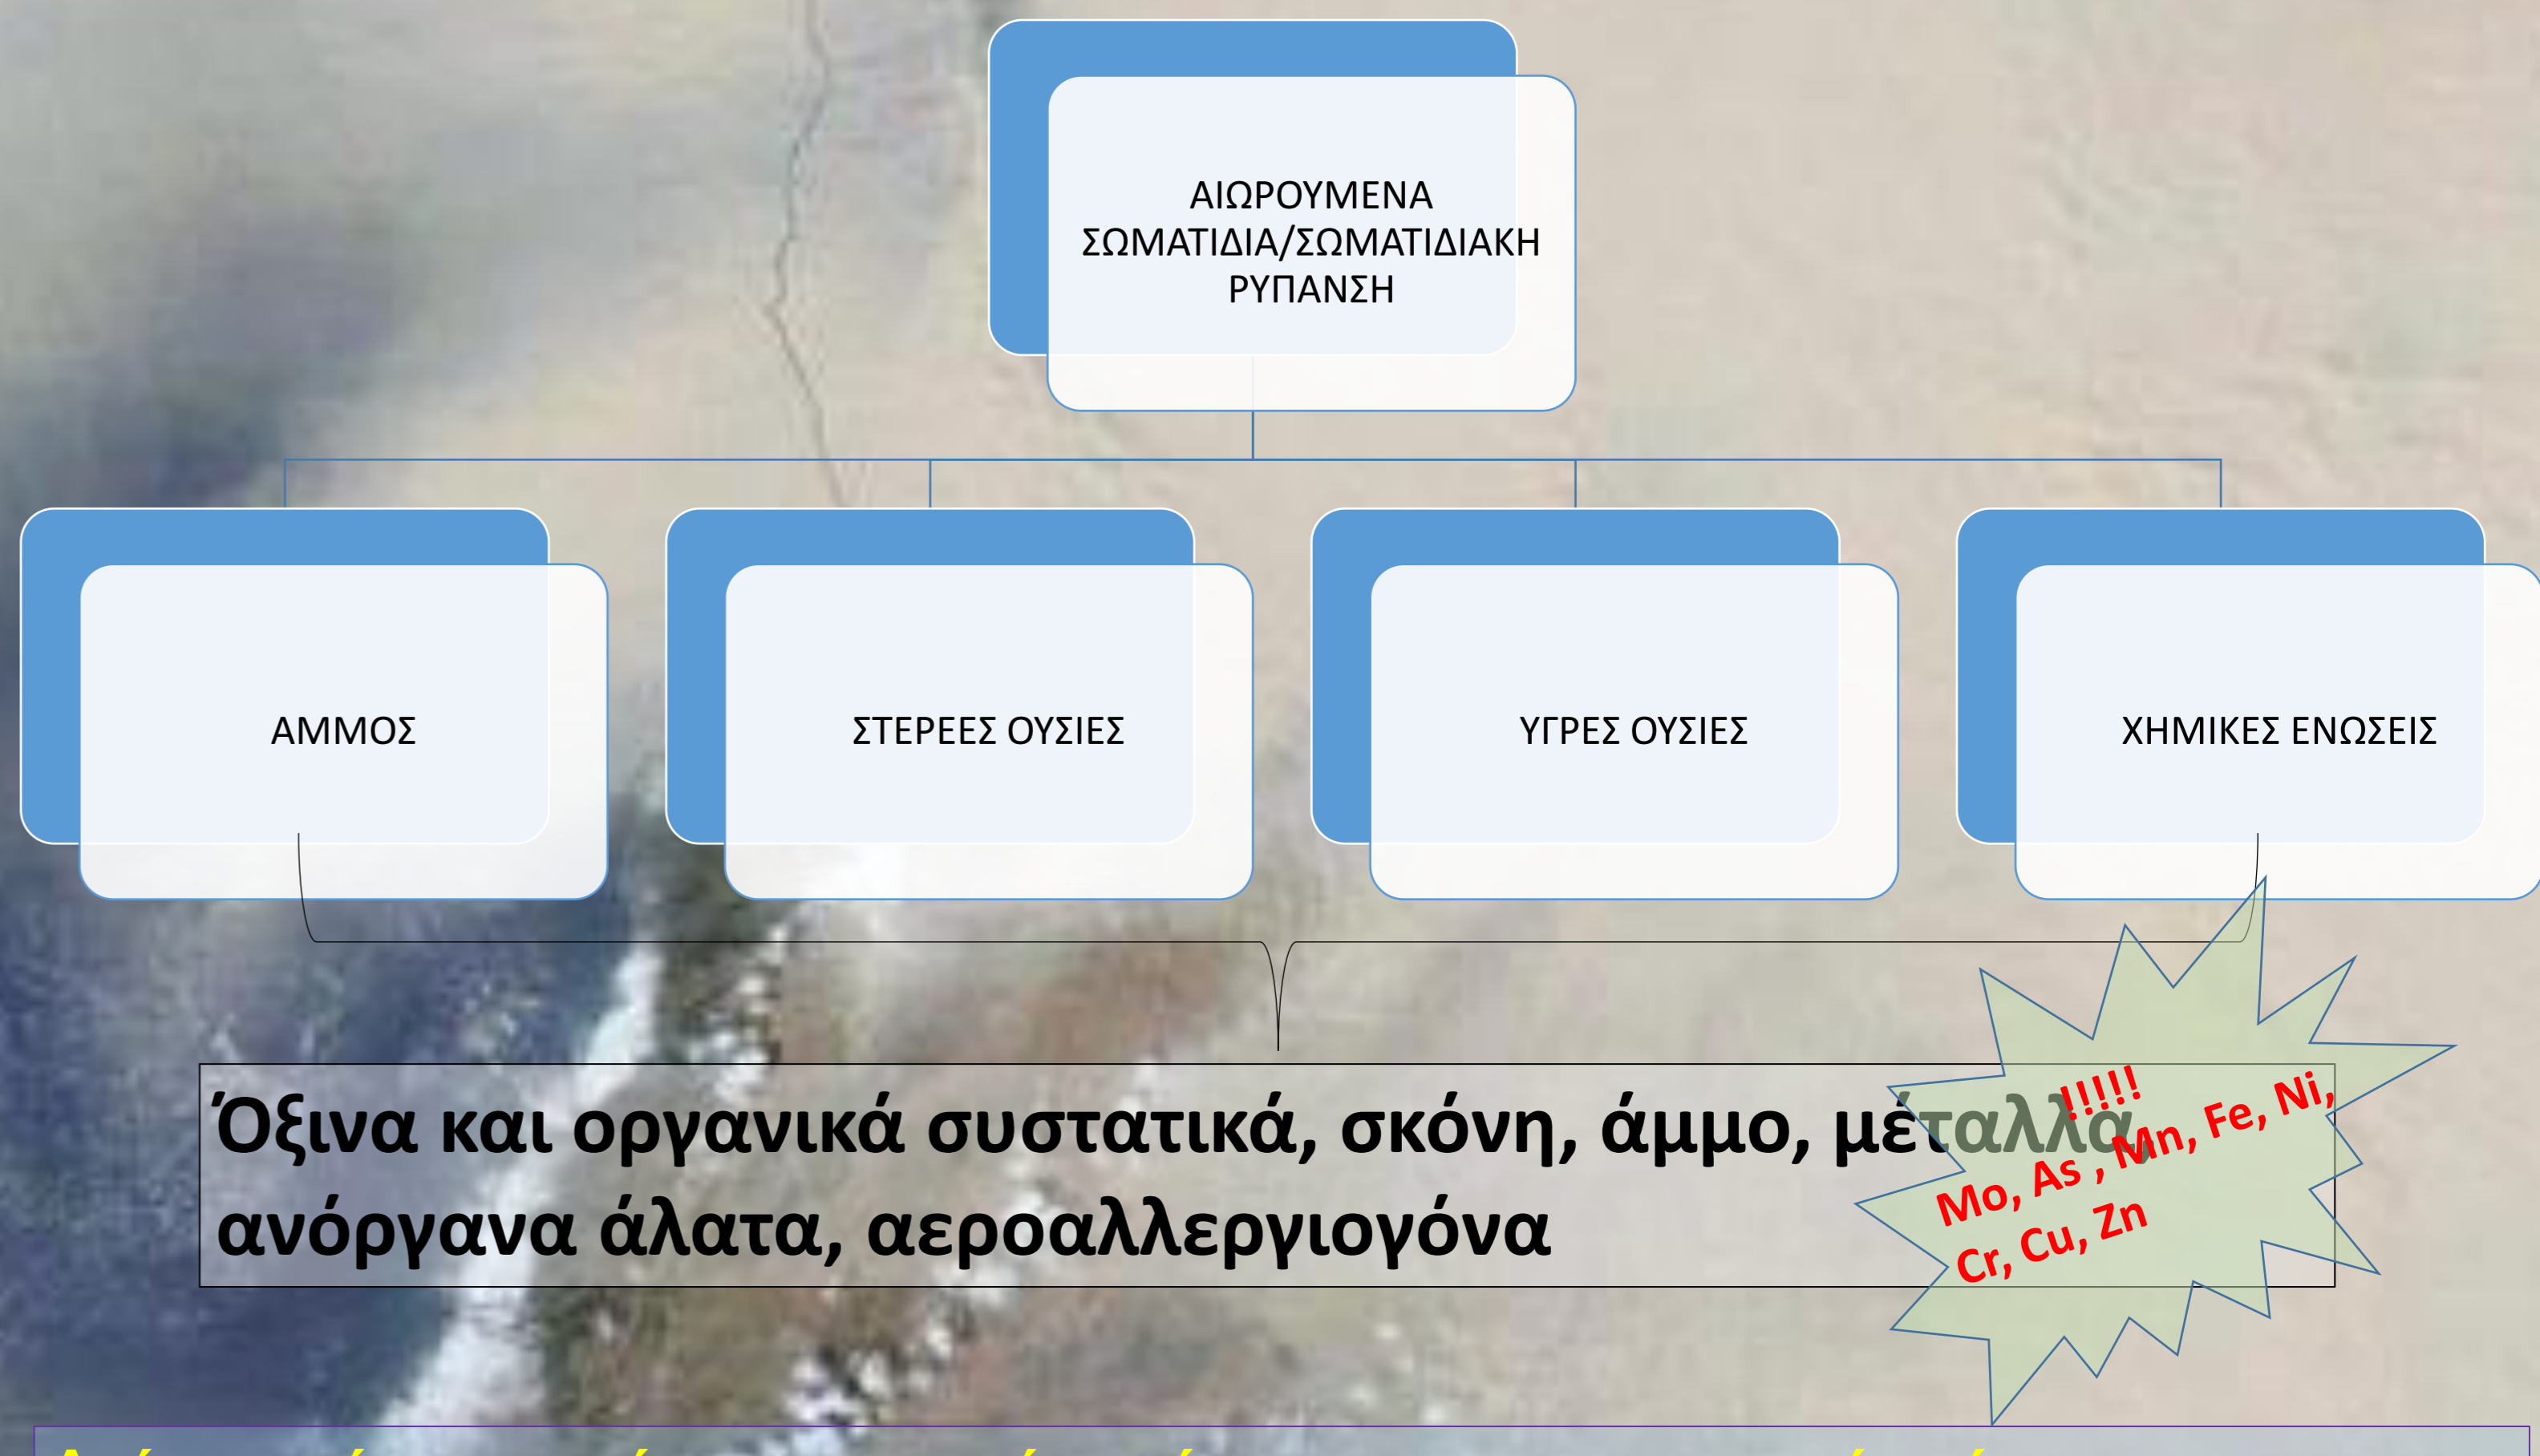 ΑΙΩΡΟΥΜΕΝΑ
ΣΩΜΑΤΙΔΙΑ/ΣΩΜΑΤΙΔΙΑΚΗ
ΡΥΠΑΝΣΗ
ΑΜΜΟΣ
ΣΤΕΡΕΕΣ ΟΥΣΙΕΣ
ΥΓΡΕΣ ΟΥΣΙΕΣ
ΧΗΜΙΚΕΣ ΕΝΩΣΕΙΣ
Όξινα και οργανικά συστατικά, σκόνη, άμμο, μέταλλα,
ανόργανα άλατα, αεροαλλεργιογόνα
!!!!!
Mo, As , Mn, Fe, Ni,
Cr, Cu, Zn